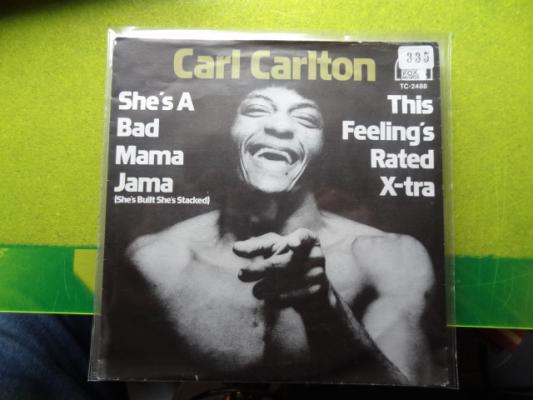 335
Carl Carlton
TC-2488
She's A
Bad
Mama
Jama
(She's Built She's Stacked)
This
Feeling's
Rated
X-tra